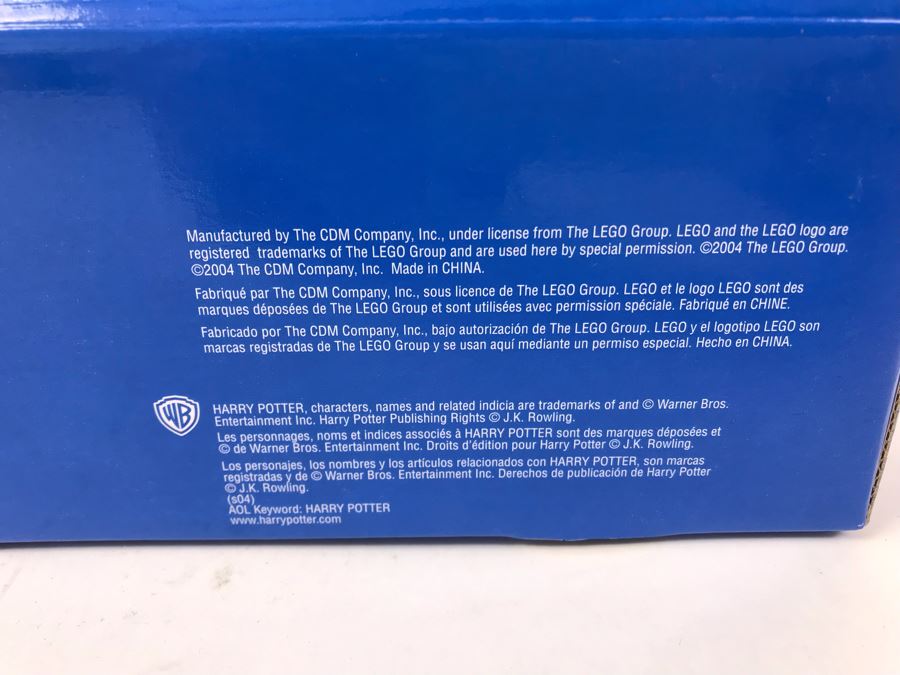 Manufactured by The CDM Company, Inc., under license from The LEGO Group. LEGO and the LEGO logo are
registered trademarks of The LEGO Group and are used here by special permission. ©2004 The LEGO Group.
©2004 The CDM Company, Inc. Made in CHINA.
Fabriqué par The CDM Company, Inc., sous licence de The LEGO Group. LEGO et le logo LEGO sont des
marques déposées de The LEGO Group et sont utilisées avec permission spéciale. Fabriqué en CHINE.
Fabricado por The CDM Company, Inc., bajo autorización de The LEGO Group. LEGO y el logotipo LEGO son
marcas registradas de The LEGO Group y se usan aquí mediante un permiso especial. Hecho en CHINA.
WB
HARRY POTTER, characters, names and related indicia are trademarks of and © Warner Bros.
Entertainment Inc. Harry Potter Publishing Rights © J.K. Rowling.
Les personnages, noms et indices associés à HARRY POTTER sont des marques déposées et
© de Warner Bros. Entertainment Inc. Droits d'édition pour Harry Potter © J.K. Rowling.
Los personajes, los nombres y los artículos relacionados con HARRY POTTER, son marcas
registradas y de © Warner Bros. Entertainment Inc. Derechos de publicación de Harry Potter
© J.K. Rowling.
(s04)
AOL Keyword: HARRY POTTER
www.harrypotter.com